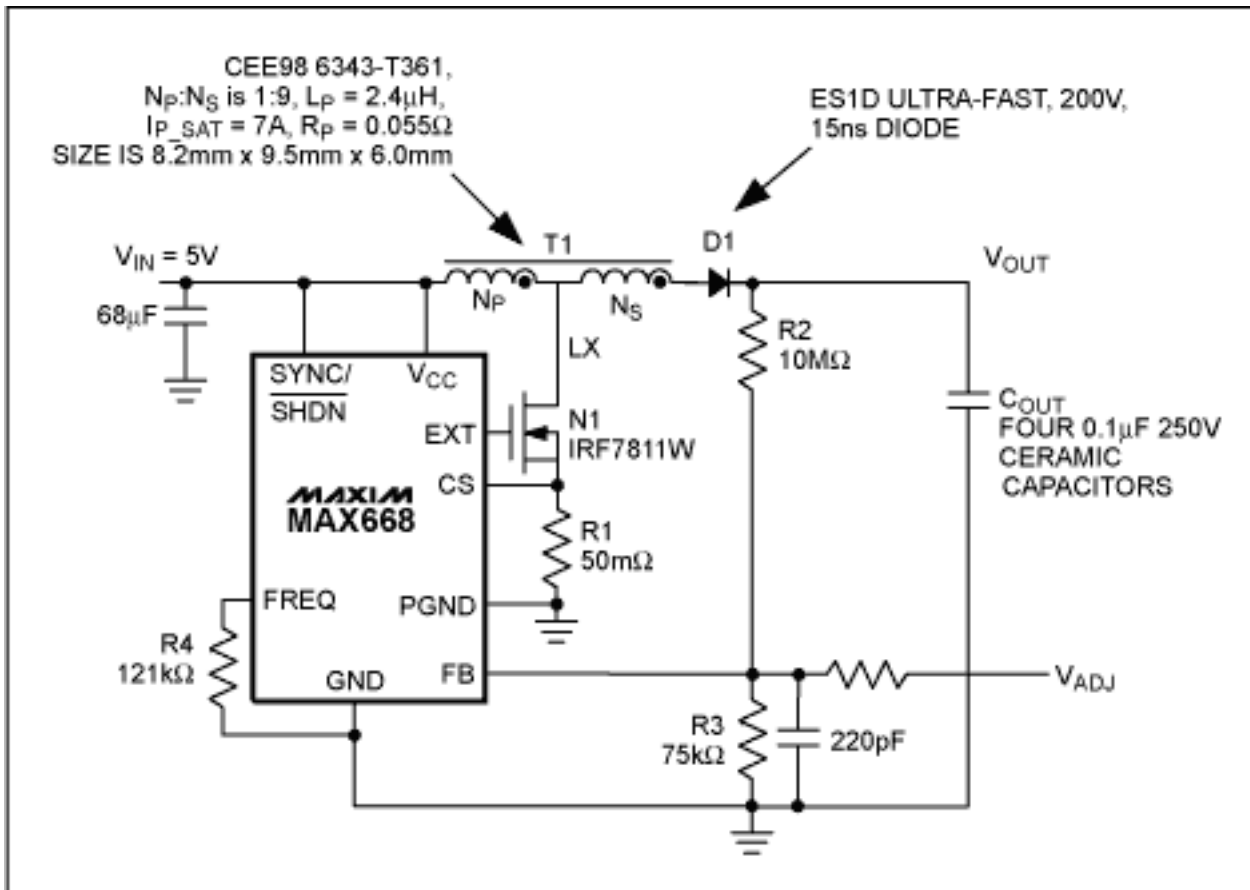 CEE98 6343-T361,
NP:NS is 1:9, LP = 2.4μH,
IP_SAT = 7A, RP = 0.055Ω
SIZE IS 8.2mm x 9.5mm x 6.0mm
ES1D ULTRA-FAST, 200V,
15ns DIODE
T1
D1
VIN = 5V
VOUT
NP
NS
68μF
R2
10MΩ
LX
SYNC/
SHDN
VCC
N1
IRF7811W
EXT
COUT
FOUR 0.1μF 250V
CERAMIC
CAPACITORS
CS
MAXIM
MAX668
R1
50mΩ
FREQ
PGND
R4
121kΩ
GND
FB
VADJ
R3
75kΩ
220pF